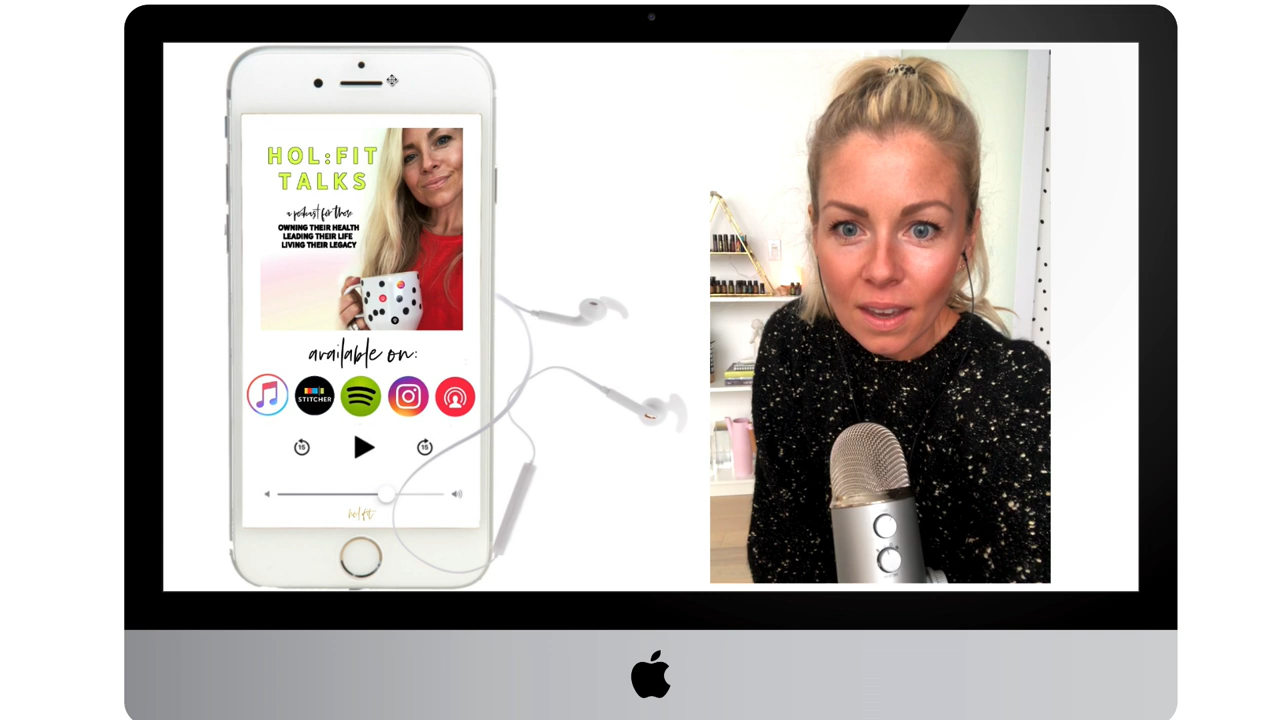 HOL:FIT
TALKS
a podcast for those
OWNING THEIR HEALTH
LEADING THEIR LIFE
LIVING THEIR LEGACY
available on:
STITCHER
15
15
hol:fit